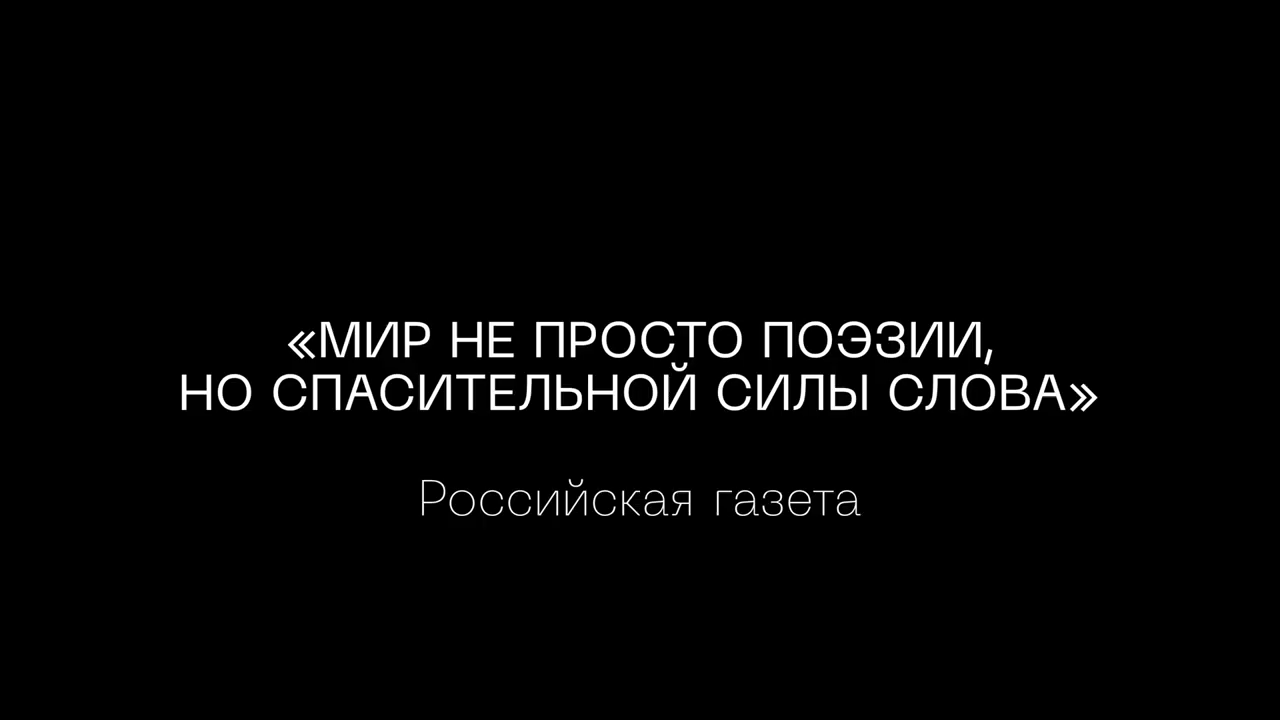 «МИР НЕ ПРОСТО ПОЭЗИИ,
НО СПАСИТЕЛЬНОЙ СИЛЫ СЛОВА»
Российская газета